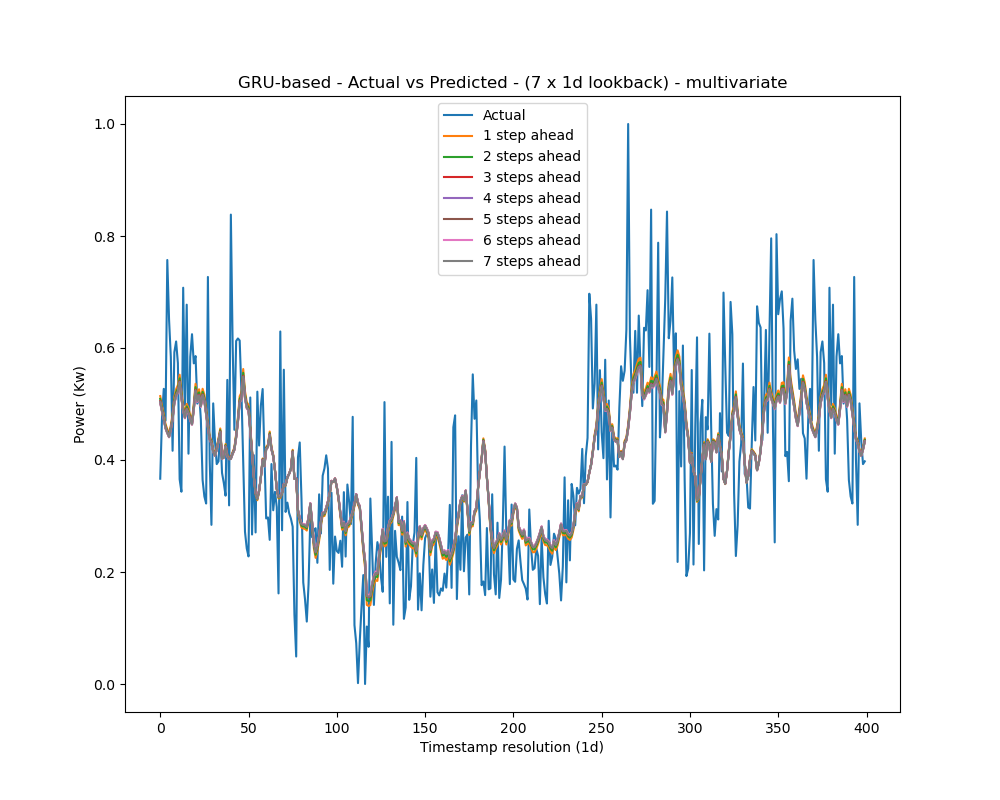 GRU-based - Actual vs Predicted - (7 x 1d lookback) - multivariate
Actual
1 step ahead
2 steps ahead
3 steps ahead
4 steps ahead
5 steps ahead
6 steps ahead
7 steps ahead
1.0
0.8
0.6
0.4
0.2
0.0
Power (Kw)
0 50 100 150 200 250 300 350 400
Timestamp resolution (1d)